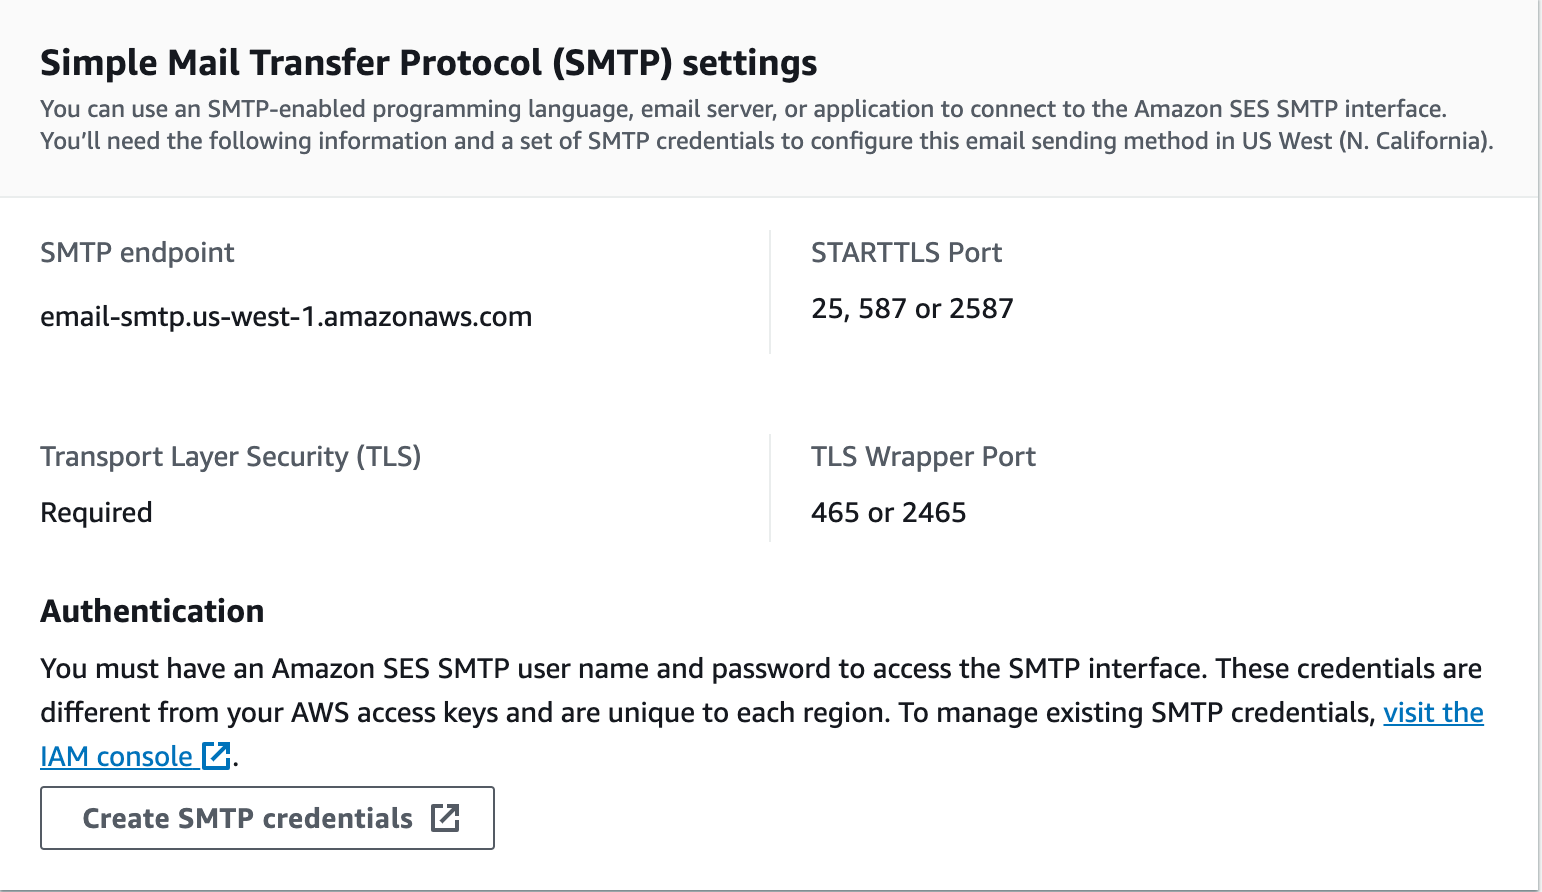 Simple Mail Transfer Protocol (SMTP) settings
You can use an SMTP-enabled programming language, email server, or application to connect to the Amazon SES SMTP interface.
You’ll need the following information and a set of SMTP credentials to configure this email sending method in US West (N. California).
SMTP endpoint
email-smtp.us-west-1.amazonaws.com
STARTTLS Port
25, 587 or 2587
Transport Layer Security (TLS)
Required
TLS Wrapper Port
465 or 2465
Authentication
You must have an Amazon SES SMTP user name and password to access the SMTP interface. These credentials are
different from your AWS access keys and are unique to each region. To manage existing SMTP credentials, visit the
IAM console.
Create SMTP credentials